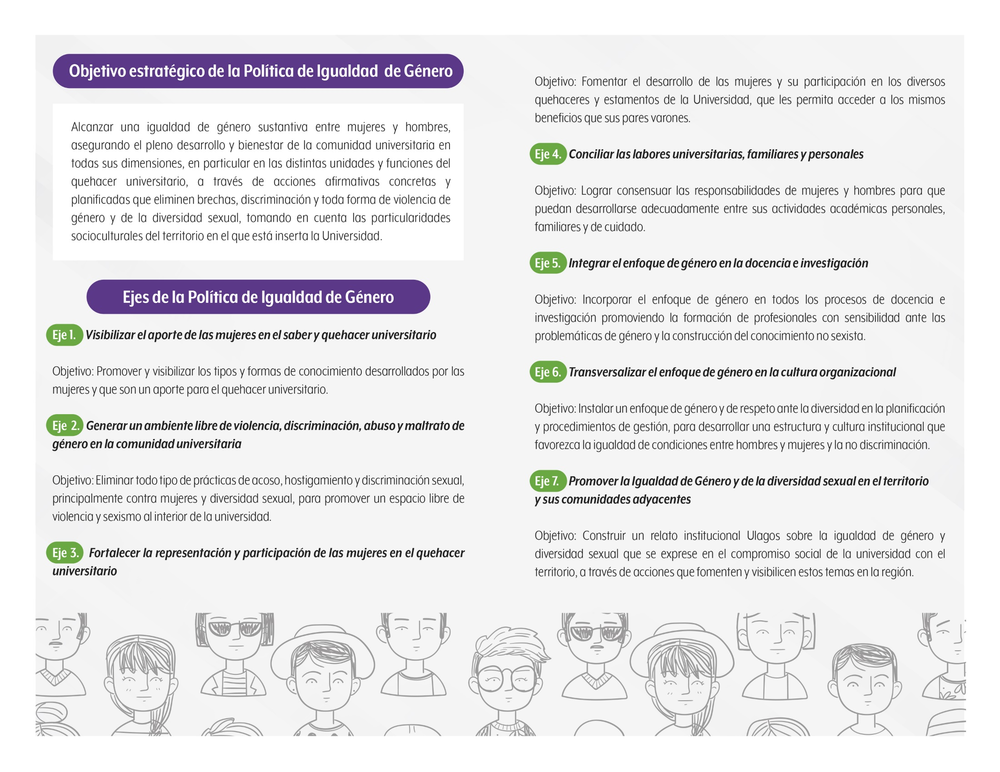 Objetivo estratégico de la Política de Igualdad de Género
Alcanzar una igualdad de género sustantiva entre mujeres y hombres,
asegurando el pleno desarrollo y bienestar de la comunidad universitaria en
todas sus dimensiones, en particular en las distintas unidades y funciones del
quehacer universitario, a través de acciones afirmativas concretas y
planificadas que eliminen brechas, discriminación y toda forma de violencia de
género y de la diversidad sexual, tomando en cuenta las particularidades
socioculturales del territorio en el que está inserta la Universidad.
Ejes de la Política de Igualdad de Género
Eje 1. Visibilizar el aporte de las mujeres en el saber y quehacer universitario
Objetivo: Promover y visibilizar los tipos y formas de conocimiento desarrollados por las
mujeres y que son un aporte para el quehacer universitario.
Eje 2. Generar un ambiente libre de violencia, discriminación, abuso y maltrato de
género en la comunidad universitaria
Objetivo: Eliminar todo tipo de prácticas de acoso, hostigamiento y discriminación sexual,
principalmente contra mujeres y diversidad sexual, para promover un espacio libre de
violencia y sexismo al interior de la universidad.
Eje 3. Fortalecer la representación y participación de las mujeres en el quehacer
universitario
Objetivo: Fomentar el desarrollo de las mujeres y su participación en los diversos
quehaceres y estamentos de la Universidad, que les permita acceder a los mismos
beneficios que sus pares varones.
Eje 4. Conciliar las labores universitarias, familiares y personales
Objetivo: Lograr consensuar las responsabilidades de mujeres y hombres para que
puedan desarrollarse adecuadamente entre sus actividades académicas personales,
familiares y de cuidado.
Eje 5. Integrar el enfoque de género en la docencia e investigación
Objetivo: Incorporar el enfoque de género en todos los procesos de docencia e
investigación promoviendo la formación de profesionales con sensibilidad ante las
problemáticas de género y la construcción del conocimiento no sexista.
Eje 6. Transversalizar el enfoque de género en la cultura organizacional
Objetivo: Instalar un enfoque de género y de respeto ante la diversidad en la planificación
y procedimientos de gestión, para desarrollar una estructura y cultura institucional que
favorezca la igualdad de condiciones entre hombres y mujeres y la no discriminación.
Eje 7. Promover la Igualdad de Género y de la diversidad sexual en el territorio
y sus comunidades adyacentes
Objetivo: Construir un relato institucional Ulagos sobre la igualdad de género y
diversidad sexual que se exprese en el compromiso social de la universidad con el
territorio, a través de acciones que fomenten y visibilicen estos temas en la región.